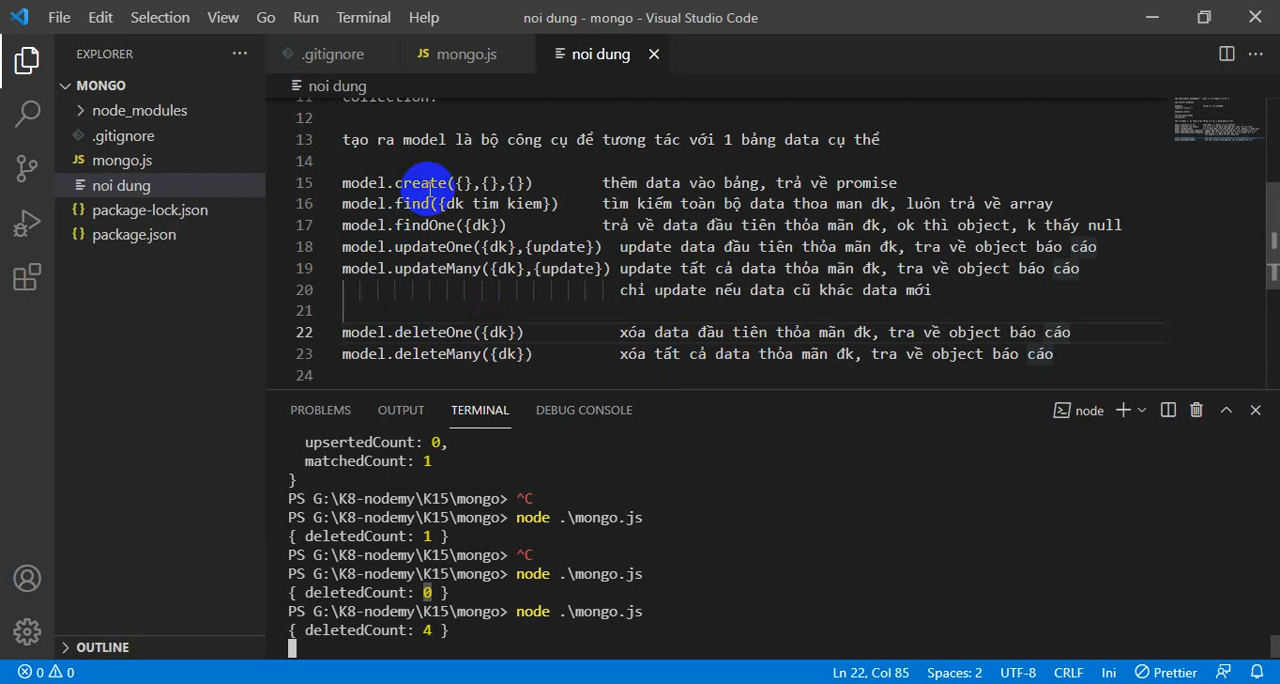 File Edit Selection View Go Run Terminal Help
noi dung - mongo - Visual Studio Code
EXPLORER
MONGO
node_modules
.gitignore
JS mongo.js
noi dung
{} package-lock.json
{} package.json
OUTLINE
.gitignore
JS mongo.js
noi dung
noi dung
11 collection.
12
13 tạo ra model là bộ công cụ để tương tác với 1 bảng data cụ thể
14
15 model.create({},{},{}) thêm data vào bảng, trả về promise
16 model.find({dk tim kiem}) tìm kiếm toàn bộ data thoa man dk, luôn trả về array
17 model.findOne({dk}) trả về data đầu tiên thỏa mãn đk, ok thì object, k thấy null
18 model.updateOne({dk},{update}) update data đầu tiên thỏa mãn đk, tra về object báo cáo
19 model.updateMany({dk},{update}) update tất cả data thỏa mãn đk, tra về object báo cáo
20 chỉ update nếu data cũ khác data mới
21
22 model.deleteOne({dk}) xóa data đầu tiên thỏa mãn đk, tra về object báo cáo
23 model.deleteMany({dk}) xóa tất cả data thỏa mãn đk, tra về object báo cáo
24
PROBLEMS OUTPUT TERMINAL DEBUG CONSOLE
node
upsertedCount: 0,
matchedCount: 1
}
PS G:\K8-nodemy\K15\mongo> ^C
PS G:\K8-nodemy\K15\mongo> node .\mongo.js
{ deletedCount: 1 }
PS G:\K8-nodemy\K15\mongo> ^C
PS G:\K8-nodemy\K15\mongo> node .\mongo.js
{ deletedCount: 0 }
PS G:\K8-nodemy\K15\mongo> node .\mongo.js
{ deletedCount: 4 }
0 0
Ln 22, Col 85 Spaces: 2 UTF-8 CRLF Ini Prettier